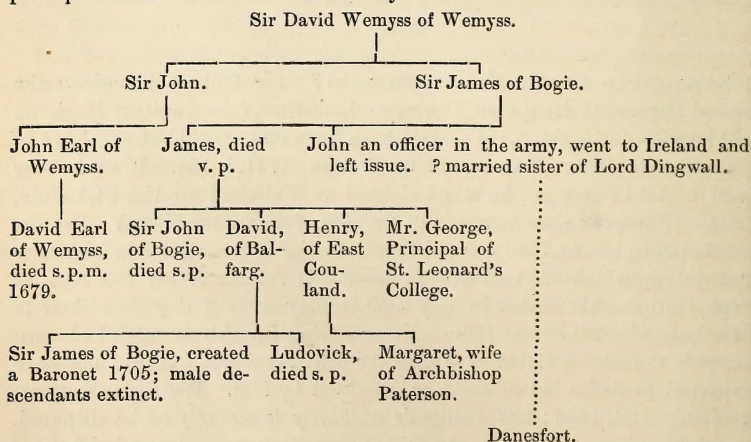 Sir David Wemyss of Wemyss.
Sir John.
Sir James of Bogie.
John Earl of
Wemyss.
James, died
v. p.
John an officer in the army, went to Ireland and
left issue. ? married sister of Lord Dingwall.
David Earl
of Wemyss,
died s. p. m.
1679.
Sir John
of Bogie,
died s. p.
David,
of Bal-
farg.
Henry,
of East
Cou-
land.
Mr. George,
Principal of
St. Leonard's
College.
Sir James of Bogie, created
a Baronet 1705; male de-
scendants extinct.
Ludovick,
died s. p.
Margaret, wife
of Archbishop
Paterson.
Danesfort.